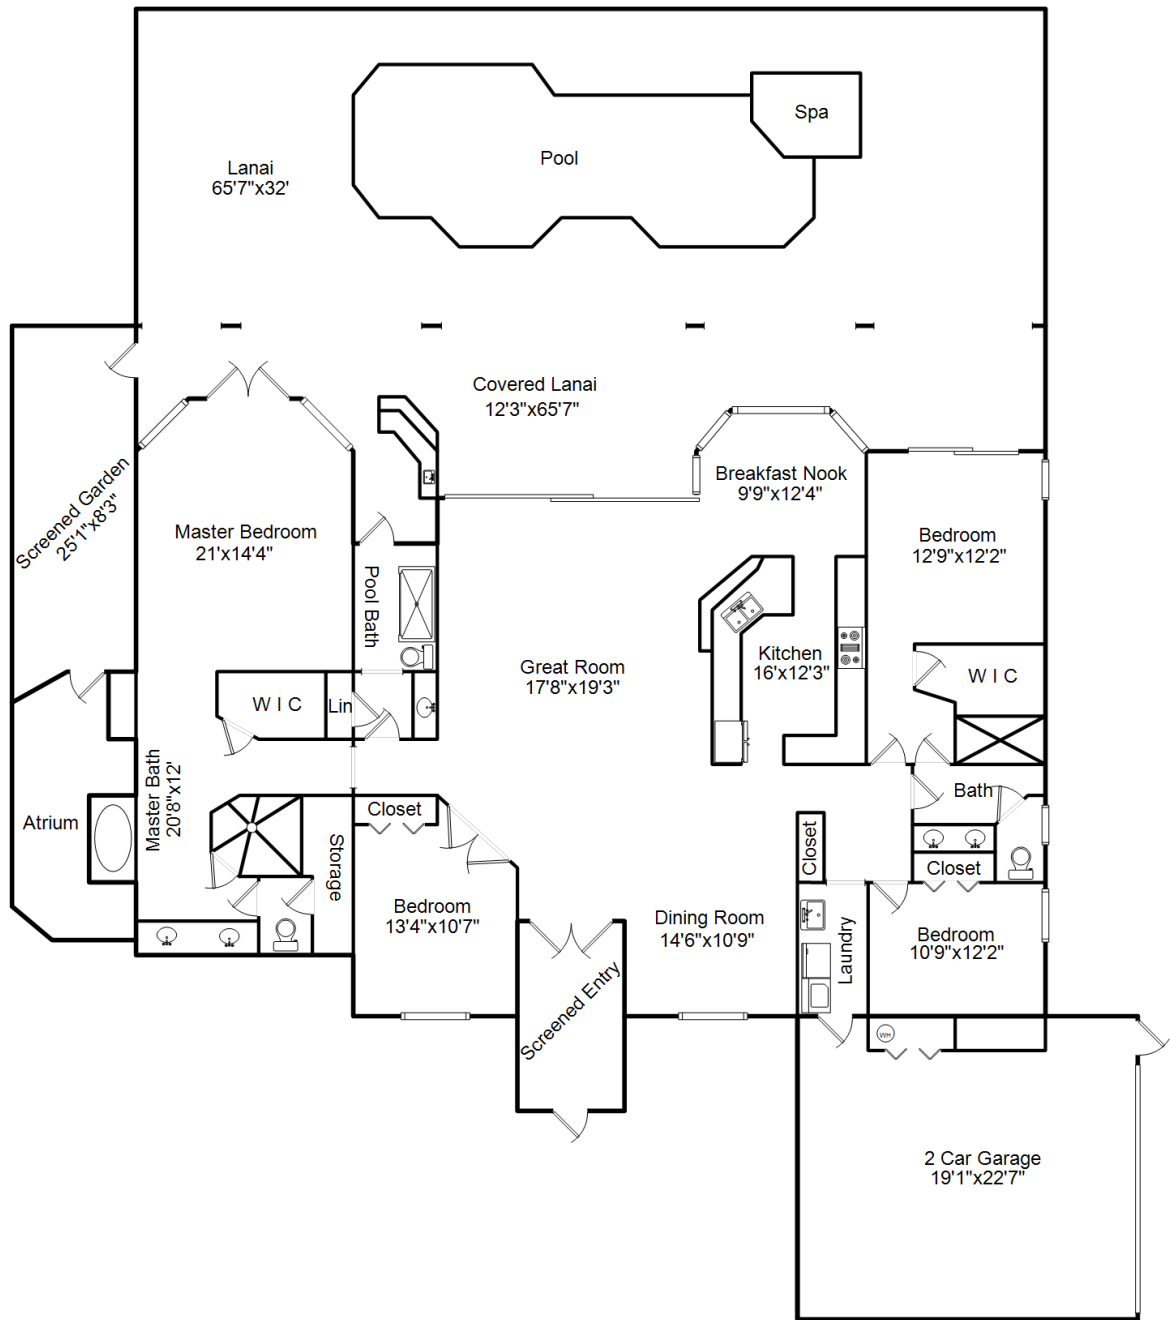 Spa
Pool
Lanai
65'7"x32'
Covered Lanai
12'3"x65'7"
Screened Garden
25'1"x8'3"
Breakfast Nook
9'9"x12'4"
Master Bedroom
21'x14'4"
Bedroom
12'9"x12'2"
Pool Bath
Great Room
17'8"x19'3"
Kitchen
16'x12'3"
W I C
W I C
Lin
Master Bath
20'8"x12'
Bath
Closet
Atrium
Closet
Storage
Closet
Bedroom
13'4"x10'7"
Dining Room
14'6"x10'9"
Laundry
Bedroom
10'9"x12'2"
Screened Entry
WH
2 Car Garage
19'1"x22'7"